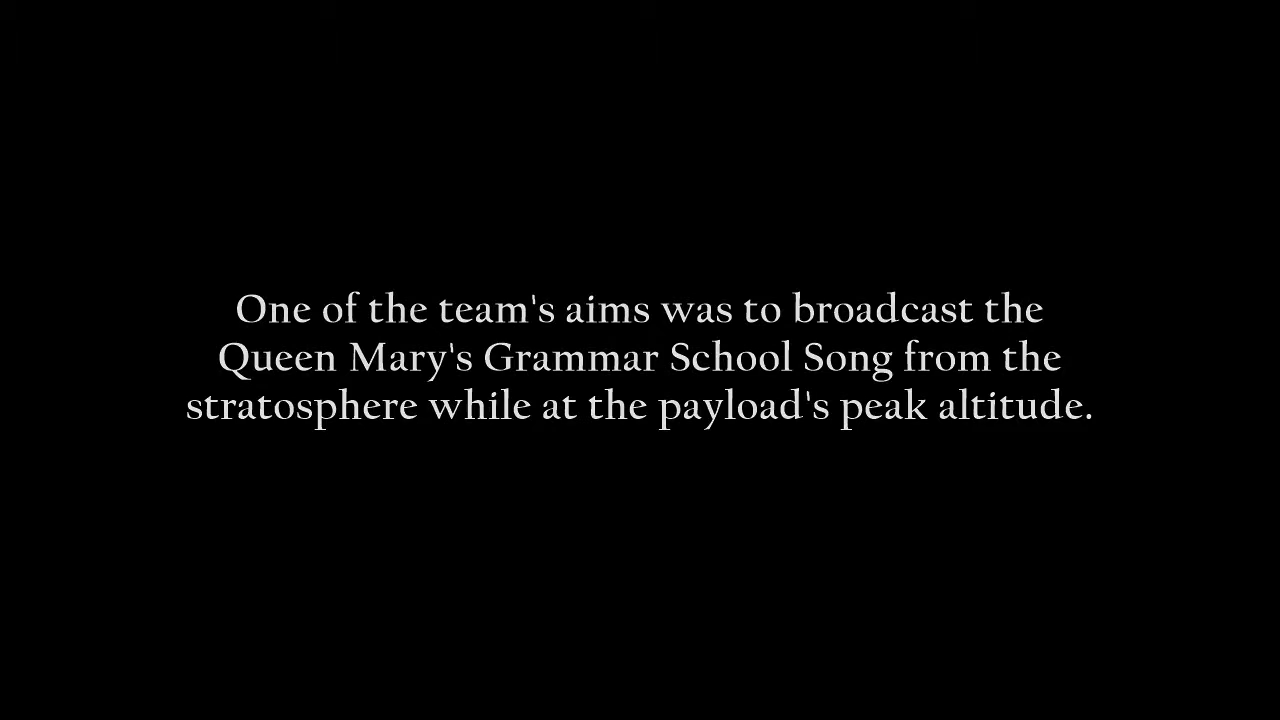 One of the team's aims was to broadcast the
Queen Mary's Grammar School Song from the
stratosphere while at the payload's peak altitude.